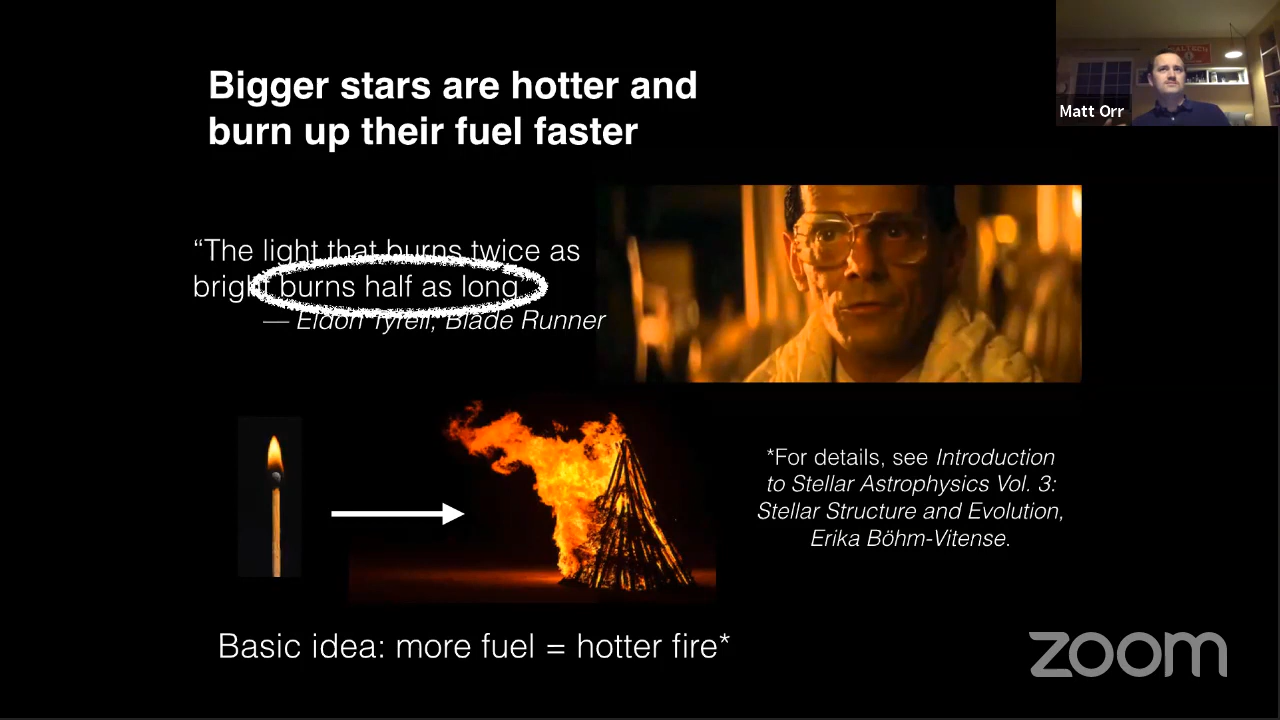 Bigger stars are hotter and
burn up their fuel faster
Matt Orr
“The light that burns twice as
bright burns half as long
— Eldon Tyrell, Blade Runner
*For details, see Introduction
to Stellar Astrophysics Vol. 3:
Stellar Structure and Evolution,
Erika Böhm-Vitense.
Basic idea: more fuel = hotter fire*
zoom